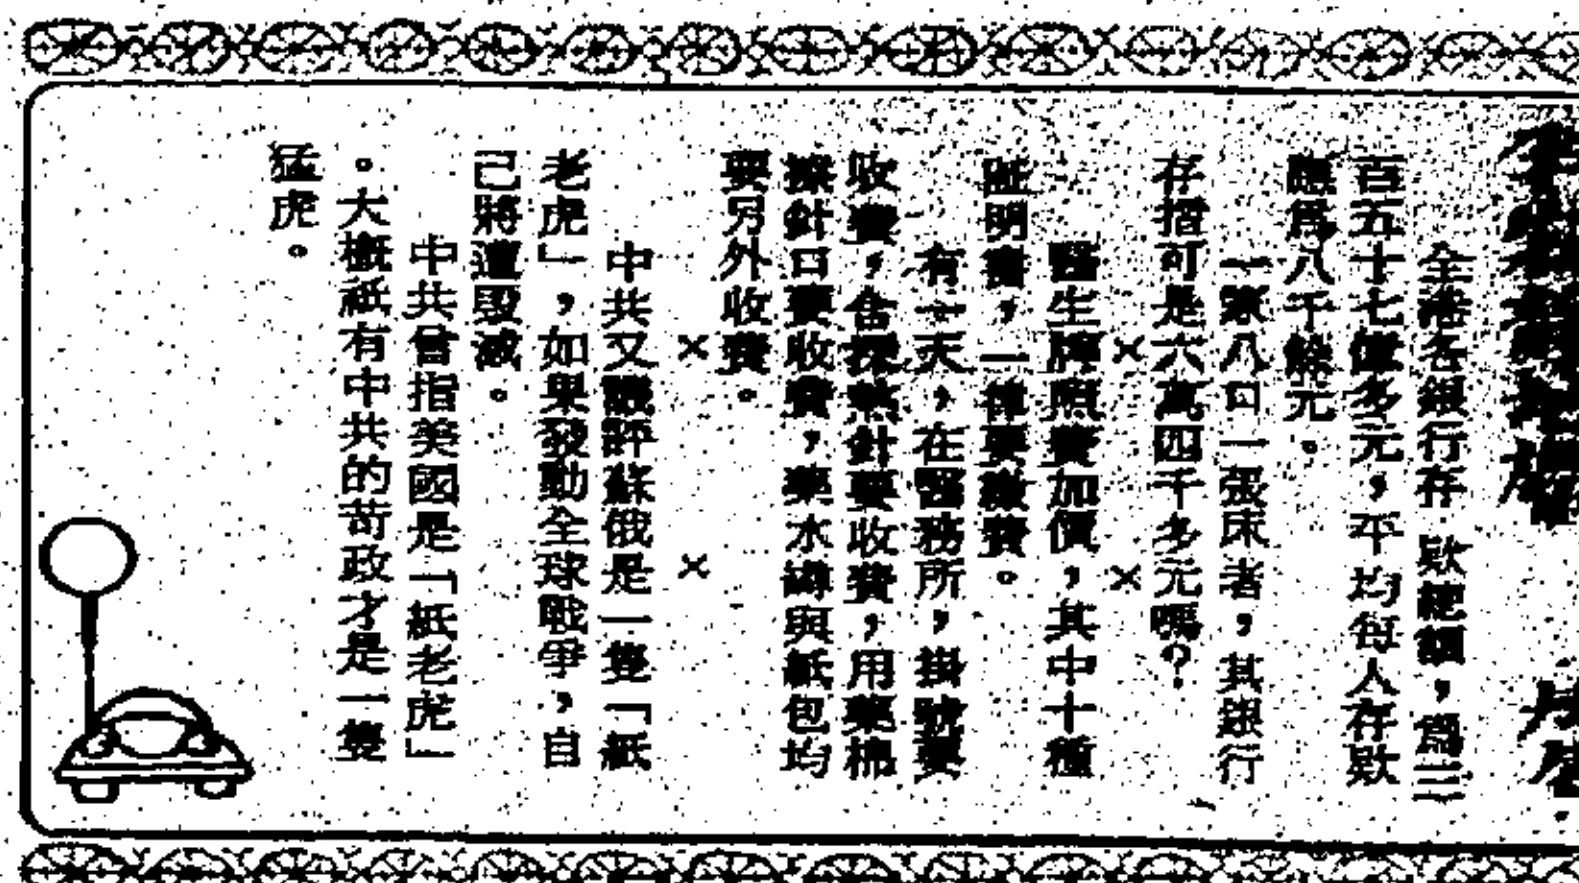 全港各銀行存欵總額，為三
百五十七億多元，平均每人存欵
應為八千餘元。
一家八口一張床者，其銀行
存摺可是六萬四千多元嗎？
××
醫生牌照費加價，其中十種
証明書，一律要繳費。
有一天，在醫務所，掛號要
收費，含探熱針要收費，用藥棉
擦針口要收費，藥水罇與紙包均
要另外收費。
××
中共又譏評蘇俄是一隻「紙
老虎」，如果發動全球戰爭，自
己將遭毀滅。
中共曾指美國是「紙老虎」
。大概祇有中共的苛政才是一隻
猛虎。